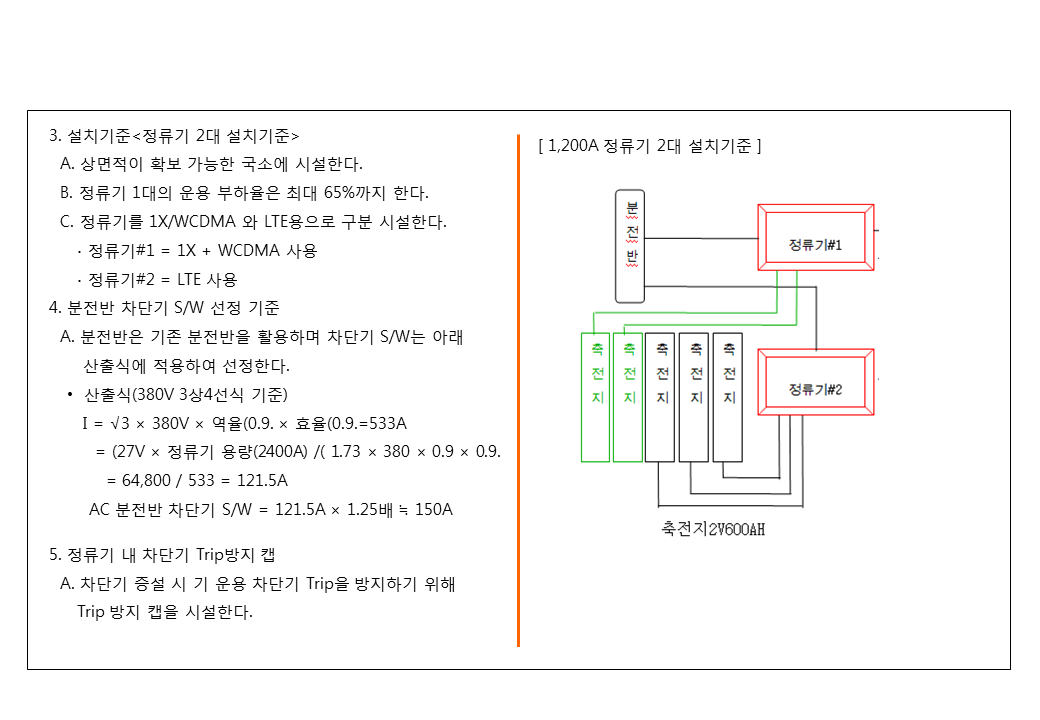 3. 설치기준<정류기 2대 설치기준>
A. 상면적이 확보 가능한 국소에 시설한다.
B. 정류기 1대의 운용 부하율은 최대 65%까지 한다.
C. 정류기를 1X/WCDMA 와 LTE용으로 구분 시설한다.
· 정류기#1 = 1X + WCDMA 사용
· 정류기#2 = LTE 사용
4. 분전반 차단기 S/W 선정 기준
A. 분전반은 기존 분전반을 활용하며 차단기 S/W는 아래
산출식에 적용하여 선정한다.
• 산출식(380V 3상4선식 기준)
I = √3 × 380V × 역율(0.9. × 효율(0.9.=533A
= (27V × 정류기 용량(2400A) /( 1.73 × 380 × 0.9 × 0.9.
= 64,800 / 533 = 121.5A
AC 분전반 차단기 S/W = 121.5A × 1.25배 ≒ 150A
5. 정류기 내 차단기 Trip방지 캡
A. 차단기 증설 시 기 운용 차단기 Trip을 방지하기 위해
Trip 방지 캡을 시설한다.
[ 1,200A 정류기 2대 설치기준 ]
분전반
정류기#1
축전지
축전지
축전지
축전지
축전지
정류기#2
축전지2V600AH